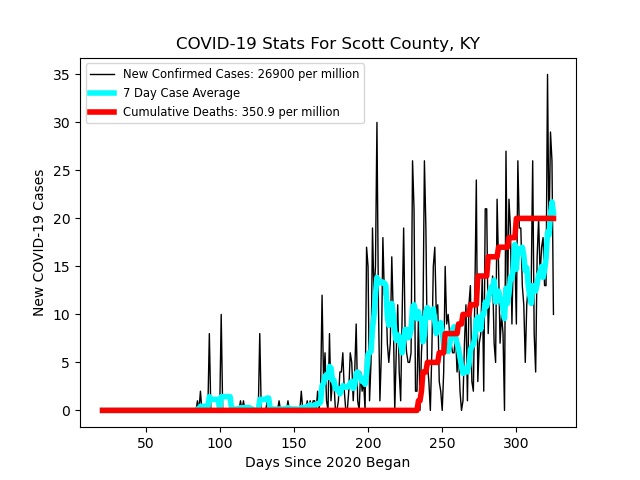 COVID-19 Stats For Scott County, KY
New Confirmed Cases: 26900 per million
7 Day Case Average
Cumulative Deaths: 350.9 per million
New COVID-19 Cases
35
30
25
20
15
10
5
0
50 100 150 200 250 300
Days Since 2020 Began